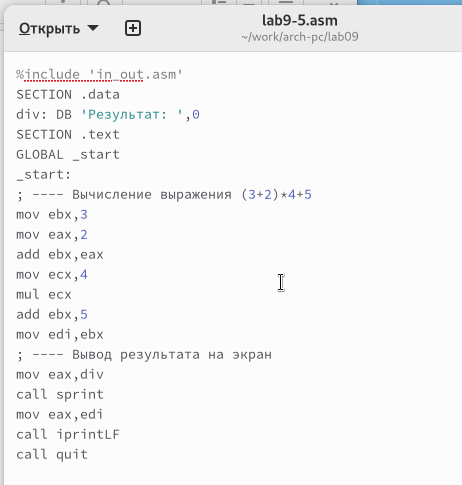 Открыть
lab9-5.asm
~/work/arch-pc/lab09
%include 'in_out.asm'
SECTION .data
div: DB 'Результат: ',0
SECTION .text
GLOBAL _start
_start:
; ---- Вычисление выражения (3+2)*4+5
mov ebx,3
mov eax,2
add ebx,eax
mov ecx,4
mul ecx
add ebx,5
mov edi,ebx
; ---- Вывод результата на экран
mov eax,div
call sprint
mov eax,edi
call iprintLF
call quit